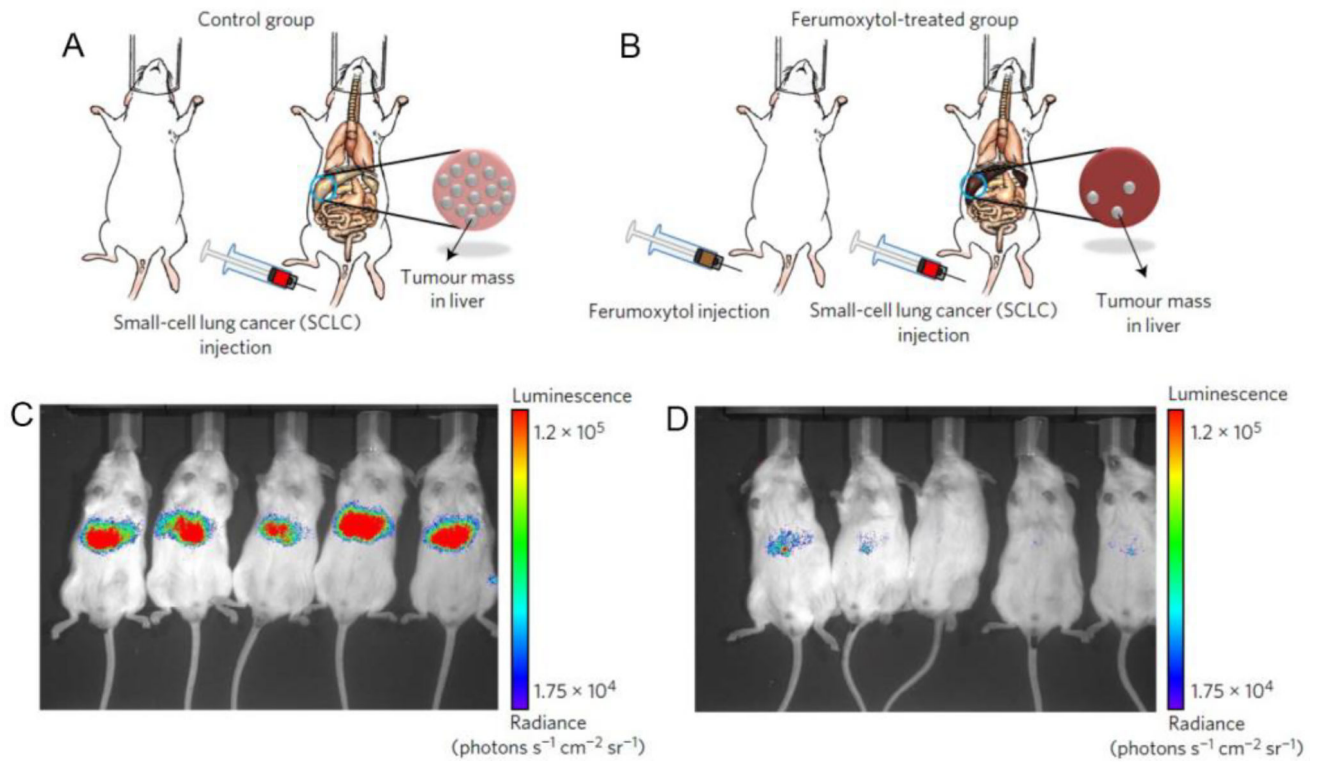 Control group
A
Tumour mass
in liver
Small-cell lung cancer (SCLC)
injection
Ferumoxytol-treated group
B
Ferumoxytol injection
Small-cell lung cancer (SCLC)
injection
Tumour mass
in liver
C
Luminescence
1.2 × 10⁵
1.75 × 10⁴
Radiance
(photons s⁻¹ cm⁻² sr⁻¹)
D
Luminescence
1.2 × 10⁵
1.75 × 10⁴
Radiance
(photons s⁻¹ cm⁻² sr⁻¹)